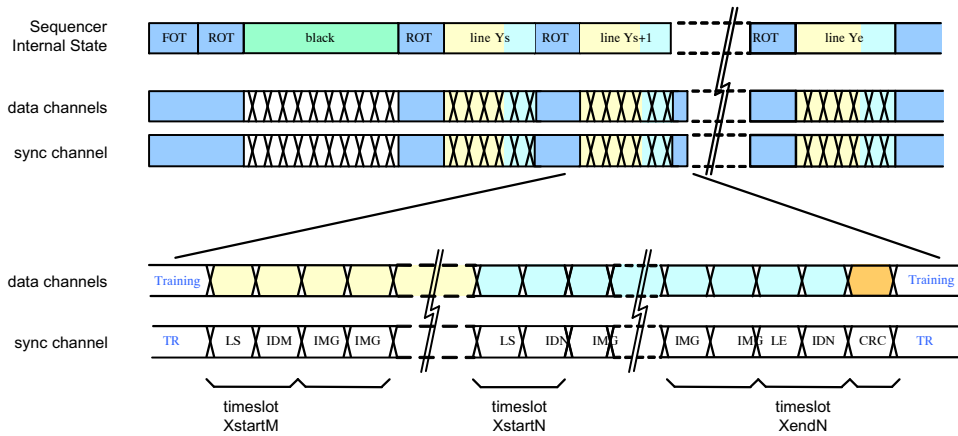 Sequencer
Internal State
FOT ROT black ROT line Ys ROT line Ys+1 ROT line Ye
data channels
sync channel
data channels Training Training
sync channel TR LS IDM IMG IMG LS IDN IMG IMG IMG LE IDN CRC TR
timeslot timeslot timeslot
XstartM XstartN XendN